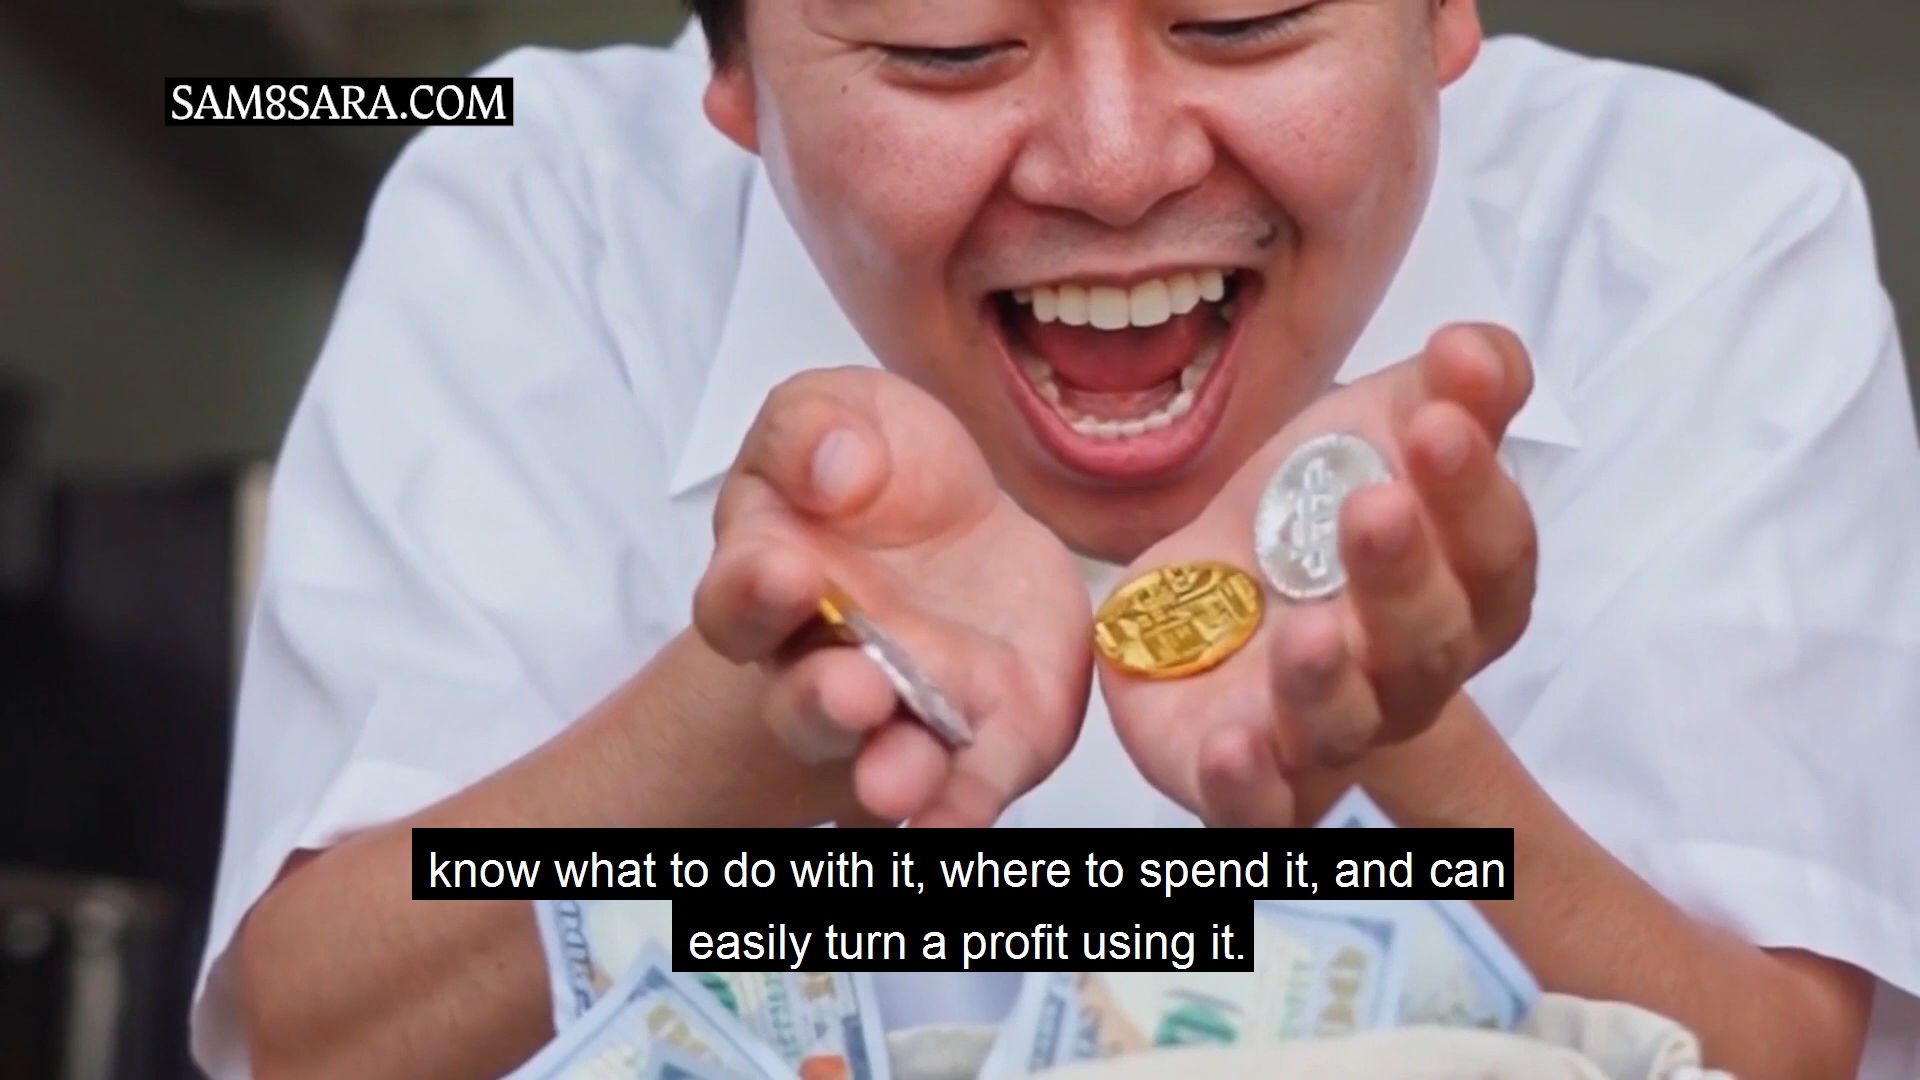 SAM8SARA.COM
know what to do with it, where to spend it, and can
easily turn a profit using it.